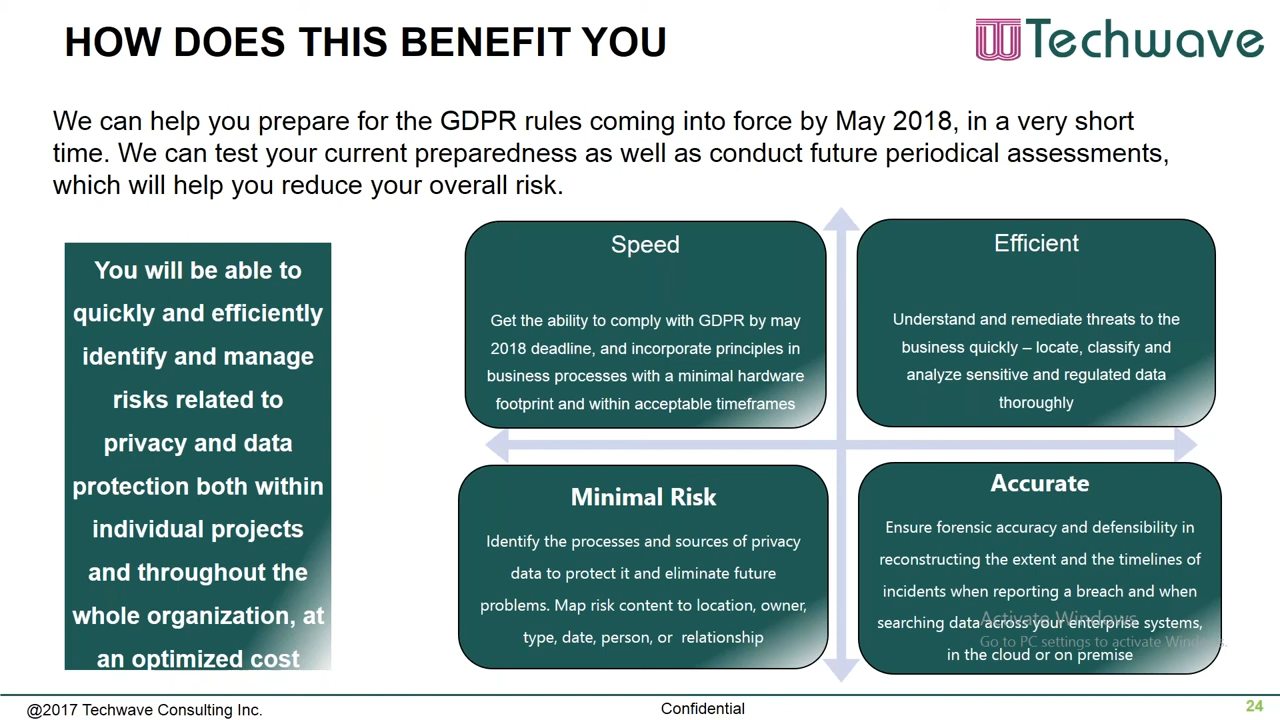 HOW DOES THIS BENEFIT YOU
Techwave
We can help you prepare for the GDPR rules coming into force by May 2018, in a very short
time. We can test your current preparedness as well as conduct future periodical assessments,
which will help you reduce your overall risk.
You will be able to
quickly and efficiently
identify and manage
risks related to
privacy and data
protection both within
individual projects
and throughout the
whole organization, at
an optimized cost
Speed
Get the ability to comply with GDPR by may
2018 deadline, and incorporate principles in
business processes with a minimal hardware
footprint and within acceptable timeframes
Efficient
Understand and remediate threats to the
business quickly – locate, classify and
analyze sensitive and regulated data
thoroughly
Minimal Risk
Identify the processes and sources of privacy
data to protect it and eliminate future
problems. Map risk content to location, owner,
type, date, person, or  relationship
Accurate
Ensure forensic accuracy and defensibility in
reconstructing the extent and the timelines of
incidents when reporting a breach and when
searching data across your enterprise systems,
in the cloud or on premise
Activate Windows
Go to PC settings to activate Windows.
@2017 Techwave Consulting Inc.
Confidential
24